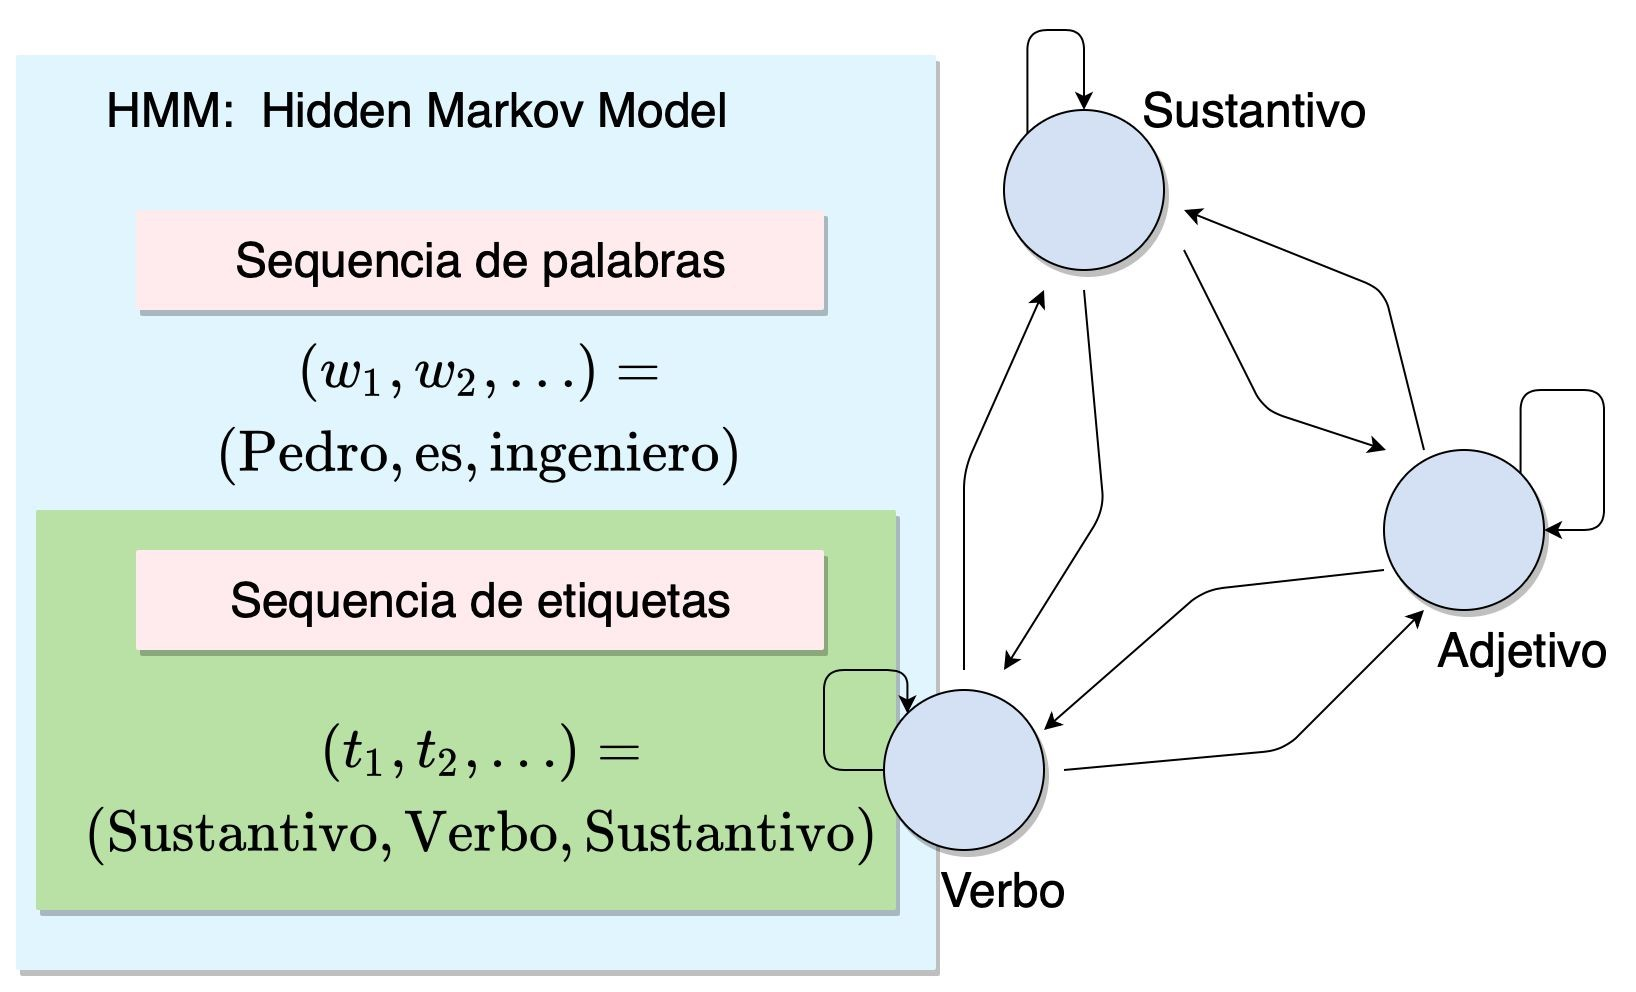 HMM: Hidden Markov Model
Sequencia de palabras
(w₁, w₂, …) =
(Pedro, es, ingeniero)
Sequencia de etiquetas
(t₁, t₂, …) =
(Sustantivo, Verbo, Sustantivo)
Sustantivo
Adjetivo
Verbo